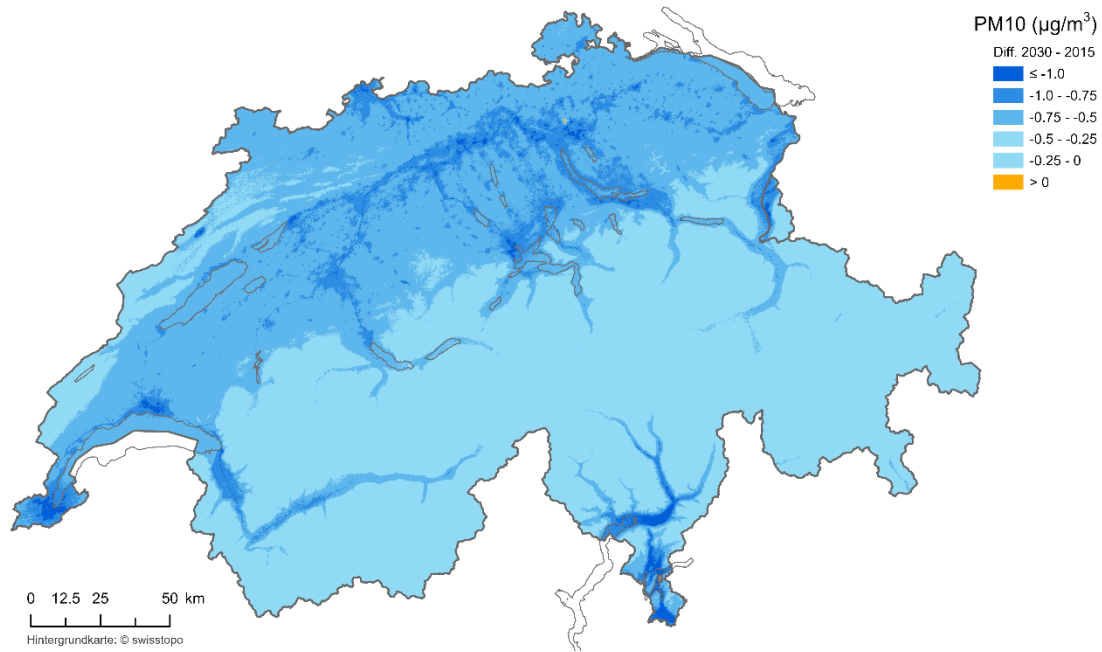 PM10 (µg/m³)
Diff. 2030 - 2015
≤ -1.0
-1.0 - -0.75
-0.75 - -0.5
-0.5 - -0.25
-0.25 - 0
> 0
0 12.5 25 50 km
Hintergrundkarte: © swisstopo